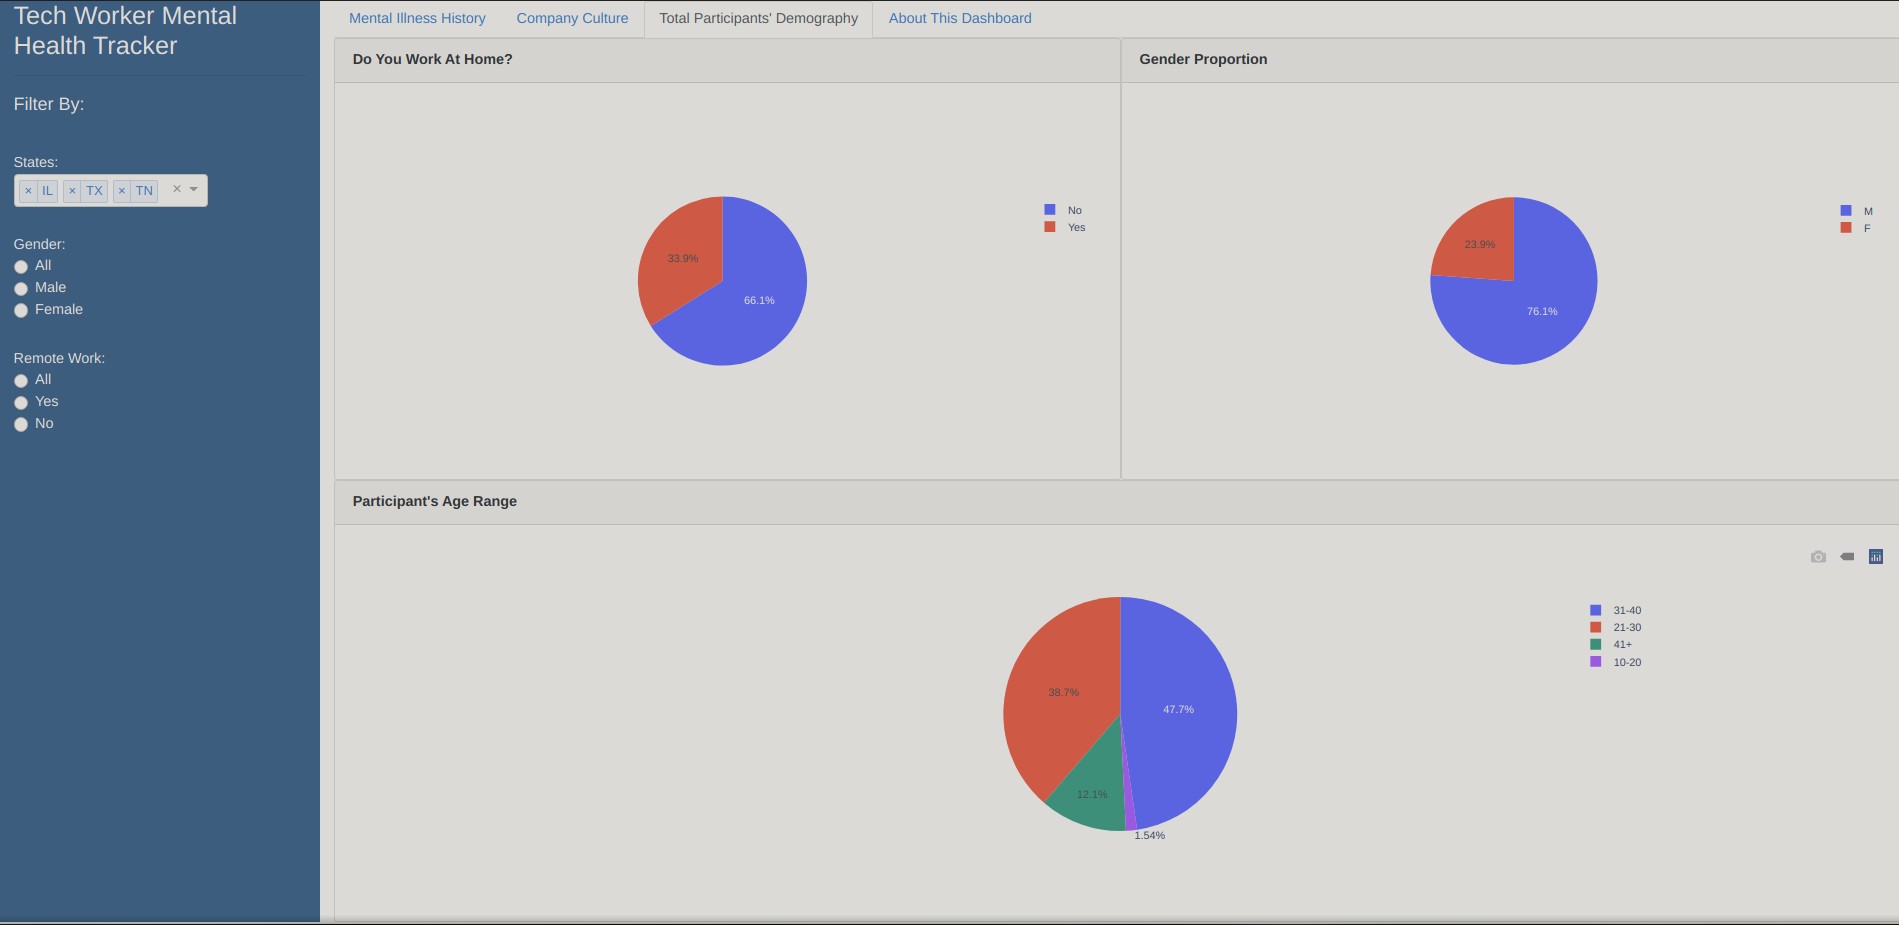 Tech Worker Mental
Health Tracker
Filter By:
States:
× IL × TX × TN ×
Gender:
All
Male
Female
Remote Work:
All
Yes
No
Mental Illness History Company Culture Total Participants' Demography About This Dashboard
Do You Work At Home?
33.9%
66.1%
No
Yes
Gender Proportion
23.9%
76.1%
M
F
Participant's Age Range
38.7%
47.7%
12.1%
1.54%
31-40
21-30
41+
10-20